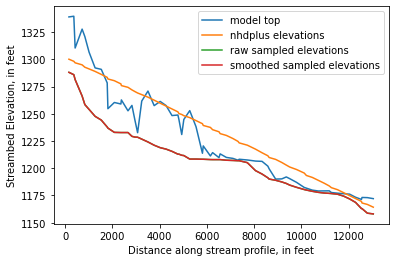 model top
nhdplus elevations
raw sampled elevations
smoothed sampled elevations
Streambed Elevation, in feet
1325
1300
1275
1250
1225
1200
1175
1150
0
2000
4000
6000
8000
10000
12000
Distance along stream profile, in feet